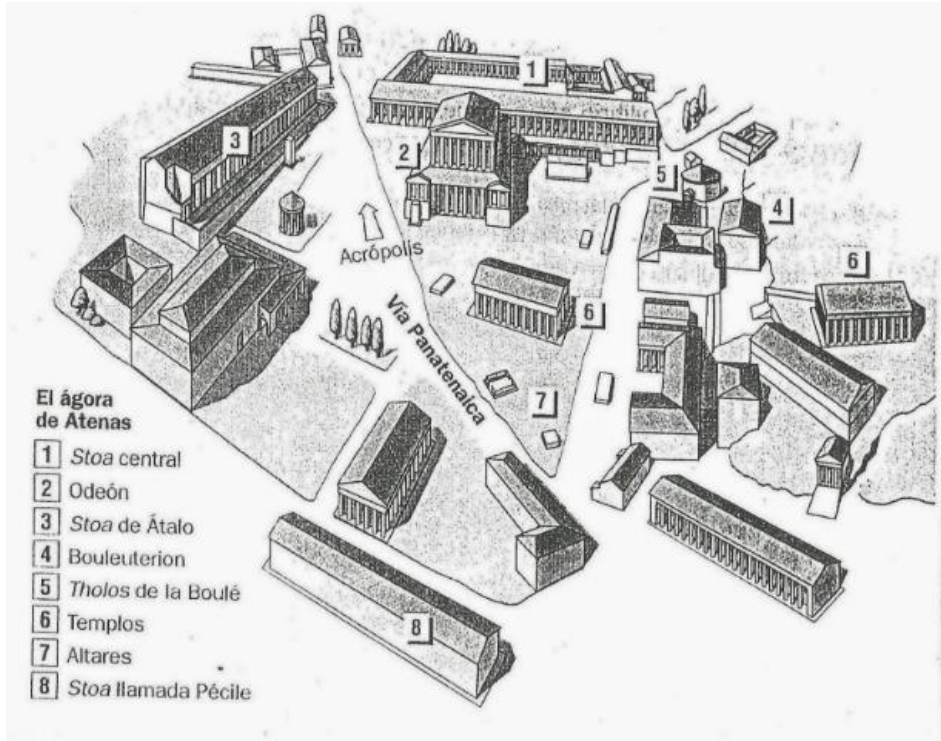 1
3
2
5
4
6
Acrópolis
6
Vía Panatenaica
7
8
El ágora
de Atenas
1 Stoa central
2 Odeón
3 Stoa de Átalo
4 Bouleuterion
5 Tholos de la Boulé
6 Templos
7 Altares
8 Stoa llamada Pécile